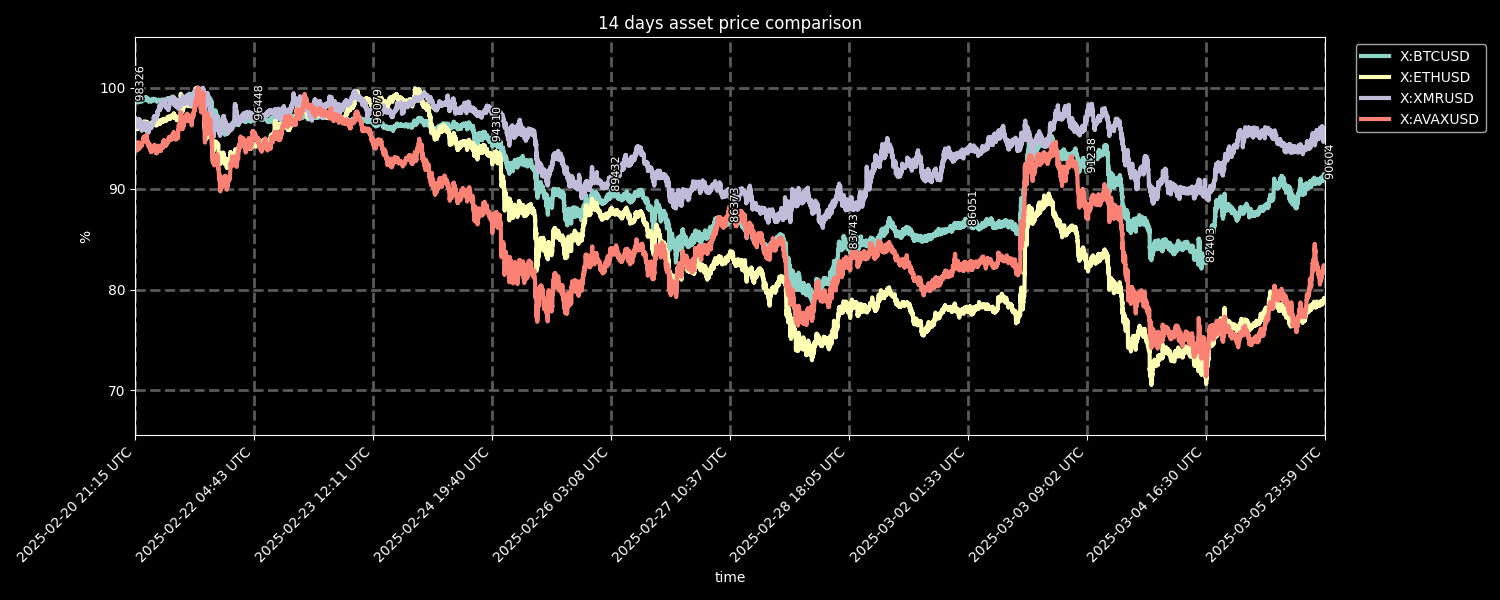 14 days asset price comparison
X:BTCUSD
X:ETHUSD
X:XMRUSD
X:AVAXUSD
100
90
80
70
%
98326
96448
96079
94310
89432
86373
83743
86051
91238
82403
90604
2025-02-20 21:15 UTC
2025-02-22 04:43 UTC
2025-02-23 12:11 UTC
2025-02-24 19:40 UTC
2025-02-26 03:08 UTC
2025-02-27 10:37 UTC
2025-02-28 18:05 UTC
2025-03-02 01:33 UTC
2025-03-03 09:02 UTC
2025-03-04 16:30 UTC
2025-03-05 23:59 UTC
time